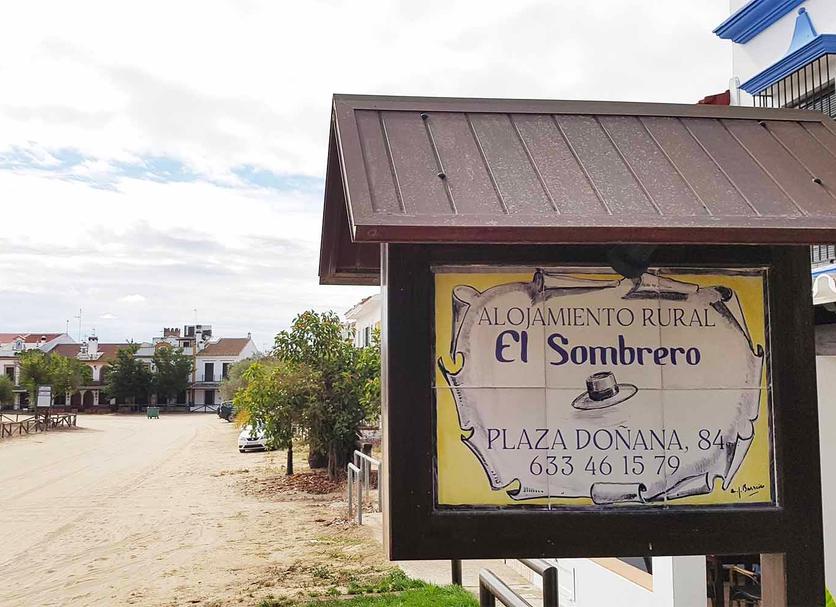 ALOJAMIENTO RURAL
El Sombrero
PLAZA DOÑANA, 84
633 46 15 79